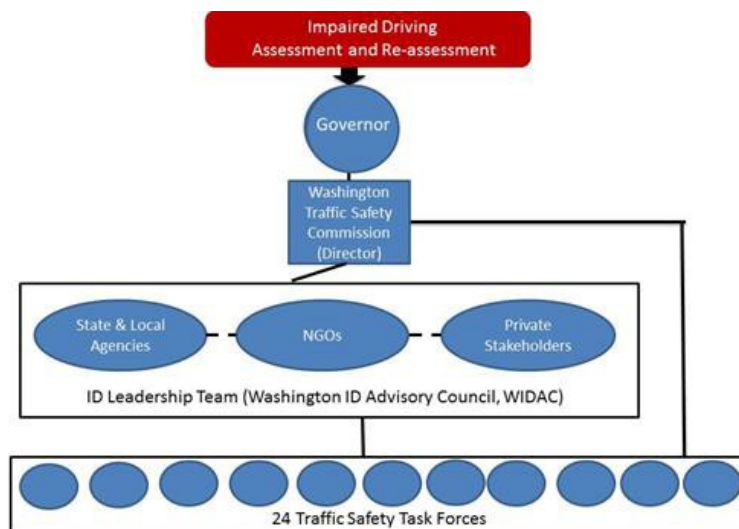 Impaired Driving
Assessment and Re-assessment
Governor
Washington
Traffic Safety
Commission
(Director)
State & Local
Agencies
NGOs
Private
Stakeholders
ID Leadership Team (Washington ID Advisory Council, WIDAC)
24 Traffic Safety Task Forces